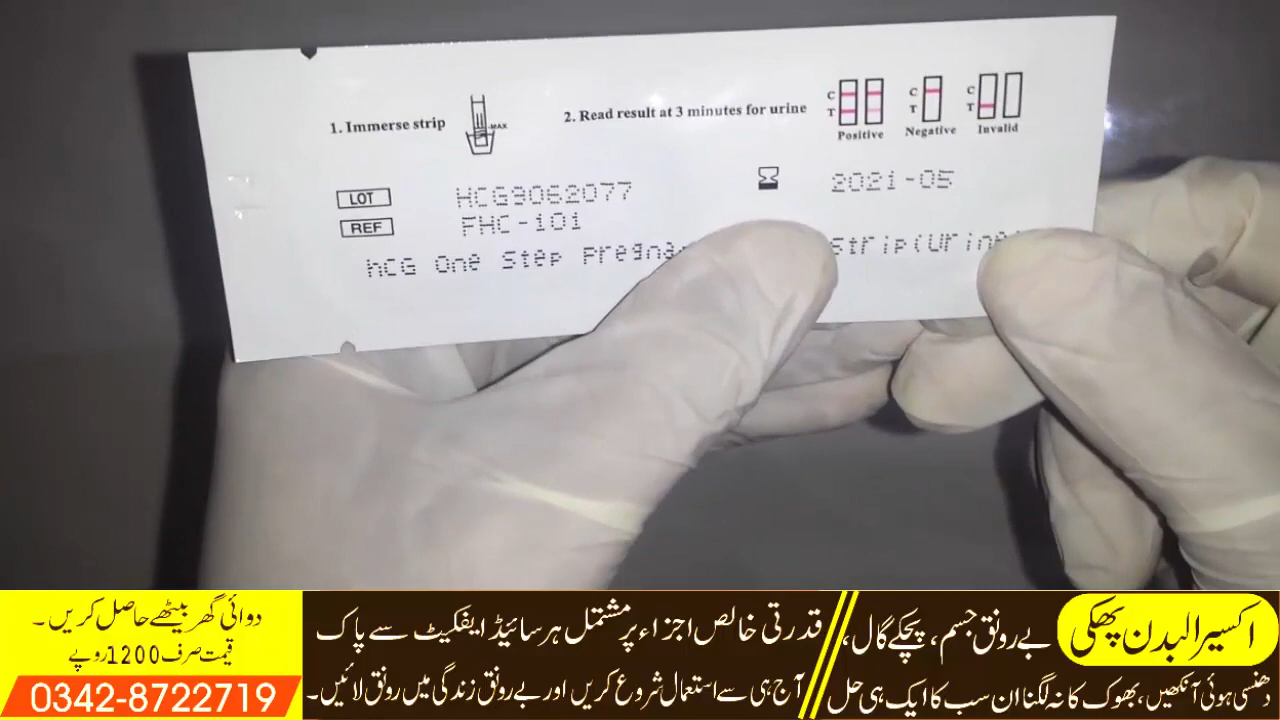 1. Immerse strip
MAX
2. Read result at 3 minutes for urine
C
T
Positive
C
T
Negative
C
T
Invalid
LOT HCG9062077
2021-05
REF FHC-101
hCG One Step Strip(Urine
اکسیرالبدن پھکی
بے رونق جسم، پچکے گال،
دھنسی ہوئی آنکھیں، بھوک کا نہ لگنا ان سب کا ایک ہی حل
قدرتی خالص اجزاء پر مشتمل ہر سائیڈ ایفکیٹ سے پاک
آج ہی سے استعمال شروع کریں اور بے رونق زندگی میں رونق لائیں۔
دوائی گھر بیٹھے حاصل کریں۔
قیمت صرف 1200 روپے
0342-8722719